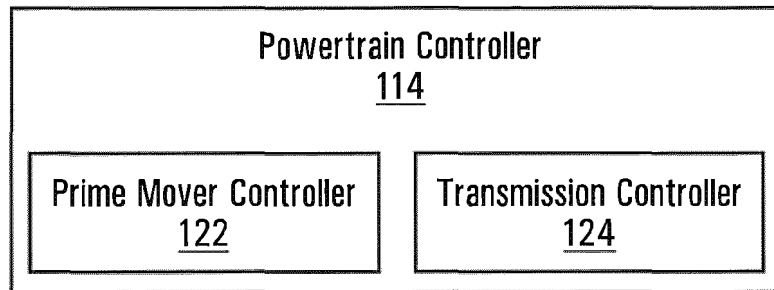 Powertrain Controller
114
Prime Mover Controller
122
Transmission Controller
124